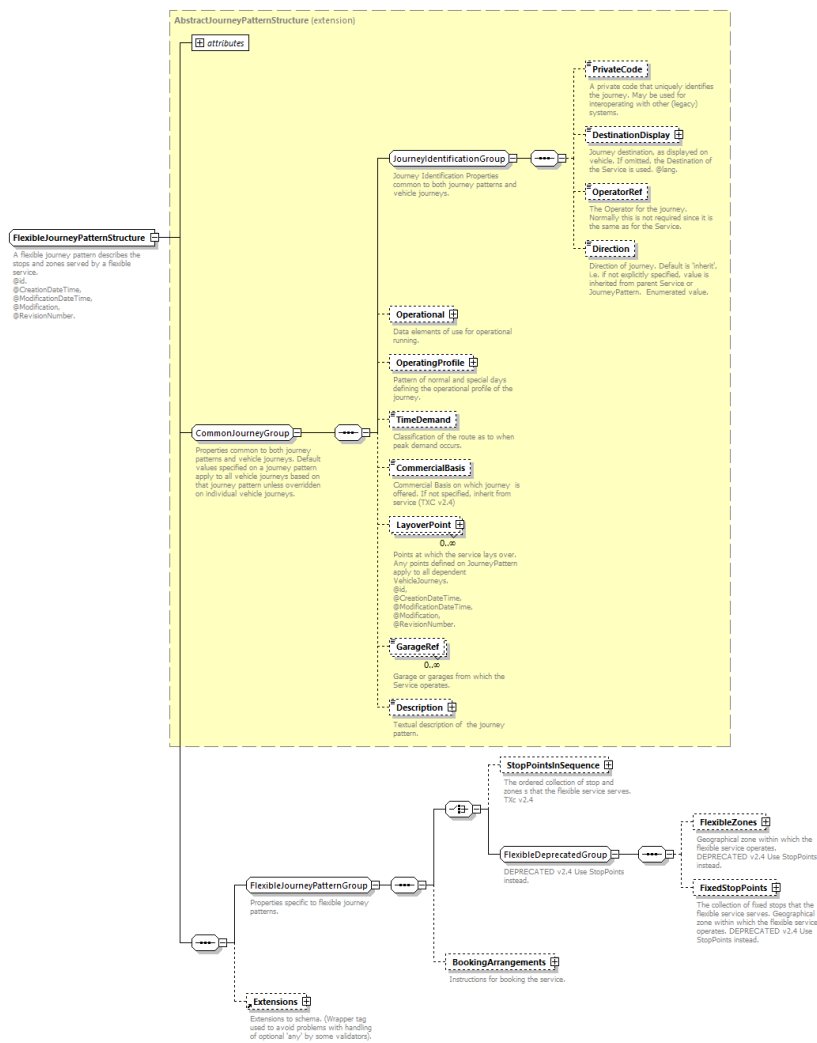 AbstractJourneyPatternStructure (extension)
attributes
PrivateCode
A private code that uniquely identifies
the journey. May be used for
interoperating with other (legacy)
systems.
DestinationDisplay
Journey destination, as displayed on
vehicle. If omitted, the Destination of
the Service is used. @lang.
JourneyIdentificationGroup
Journey Identification Properties
common to both journey patterns and
vehicle journeys.
OperatorRef
The Operator for the journey.
Normally this is not required since it is
the same as for the Service.
Direction
Direction of Journey. Default is 'inherit',
i.e. if not explicitly specified, value is
inherited from parent Service or
JourneyPattern.  Enumerated value.
FlexibleJourneyPatternStructure
A flexible journey pattern describes the
stops and zones served by a flexible
service.
@id.
@CreationDateTime,
@ModificationDateTime,
@Modification,
@RevisionNumber.
Operational
Data elements of use for operational
running.
OperatingProfile
Pattern of normal and special days
defining the operational profile of the
journey.
TimeDemand
Classification of the route as to when
peak demand occurs.
CommonJourneyGroup
Properties common to both journey
patterns and vehicle journeys. Default
values specified on a journey pattern
apply to all vehicle journeys based on
that journey pattern unless overridden
on individual vehicle journeys.
CommercialBasis
Commercial Basis on which journey  is
offered. If not specified, inherit from
service (TXC v2.4)
LayoverPoint
0..∞
Points at which the service lays over.
Any points defined on JourneyPattern
apply to all dependent
VehicleJourneys.
@id,
@CreationDateTime,
@ModificationDateTime,
@Modification,
@RevisionNumber.
GarageRef
0..∞
Garage or garages from which the
Service operates.
Description
Textual description of  the journey
pattern.
StopPointsInSequence
The ordered collection of stop and
zones s that the flexible service serves.
TXc v2.4
FlexibleDeprecatedGroup
DEPRECATED v2.4 Use StopPoints
instead.
FlexibleZones
Geographical zone within which the
flexible service operates.
DEPRECATED v2.4 Use StopPoints
instead.
FixedStopPoints
The collection of fixed stops that the
flexible service serves. Geographical
zone within which the flexible service
operates. DEPRECATED v2.4 Use
StopPoints instead.
FlexibleJourneyPatternGroup
Properties specific to flexible journey
patterns.
BookingArrangements
Instructions for booking the service.
Extensions
Extensions to schema. (Wrapper tag
used to avoid problems with handling
of optional 'any' by some validators).